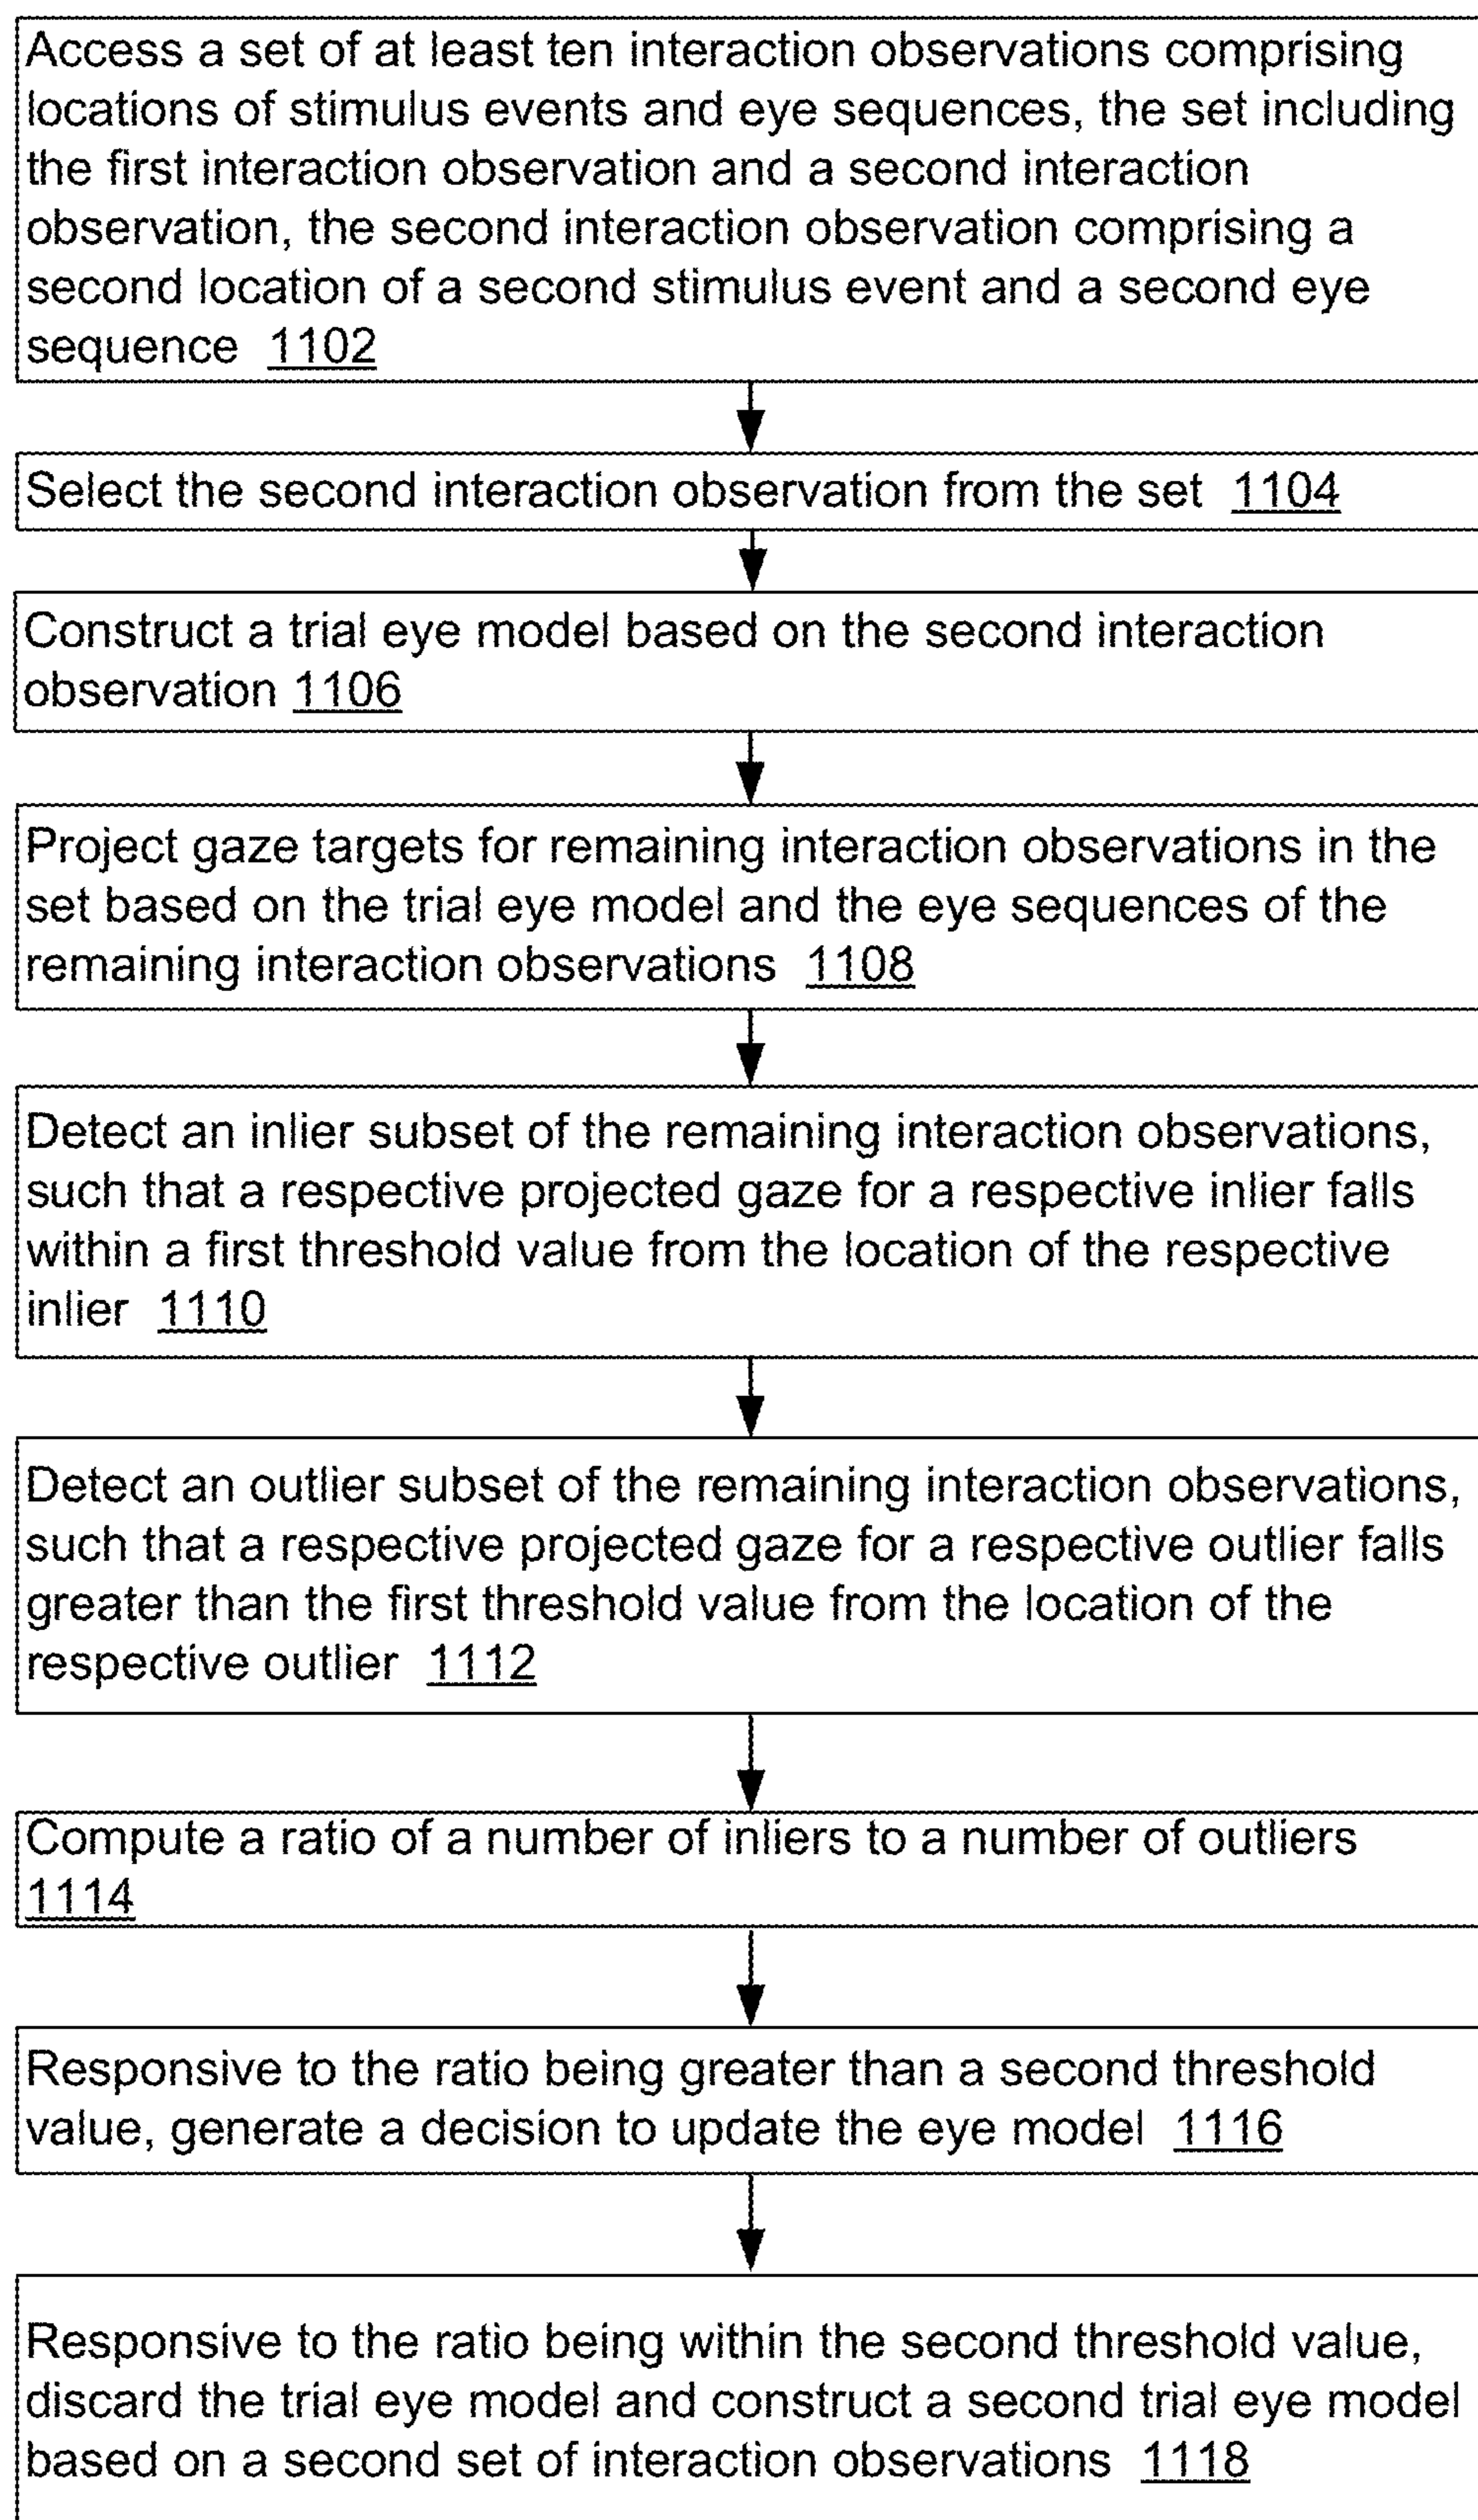 Access a set of at least ten interaction observations comprising
locations of stimulus events and eye sequences, the set including
the first interaction observation and a second interaction
observation, the second interaction observation comprising a
second location of a second stimulus event and a second eye
sequence 1102
Select the second interaction observation from the set 1104
Construct a trial eye model based on the second interaction
observation 1106
Project gaze targets for remaining interaction observations in the
set based on the trial eye model and the eye sequences of the
remaining interaction observations 1108
Detect an inlier subset of the remaining interaction observations,
such that a respective projected gaze for a respective inlier falls
within a first threshold value from the location of the respective
inlier 1110
Detect an outlier subset of the remaining interaction observations,
such that a respective projected gaze for a respective outlier falls
greater than the first threshold value from the location of the
respective outlier 1112
Compute a ratio of a number of inliers to a number of outliers
1114
Responsive to the ratio being greater than a second threshold
value, generate a decision to update the eye model 1116
Responsive to the ratio being within the second threshold value,
discard the trial eye model and construct a second trial eye model
based on a second set of interaction observations 1118